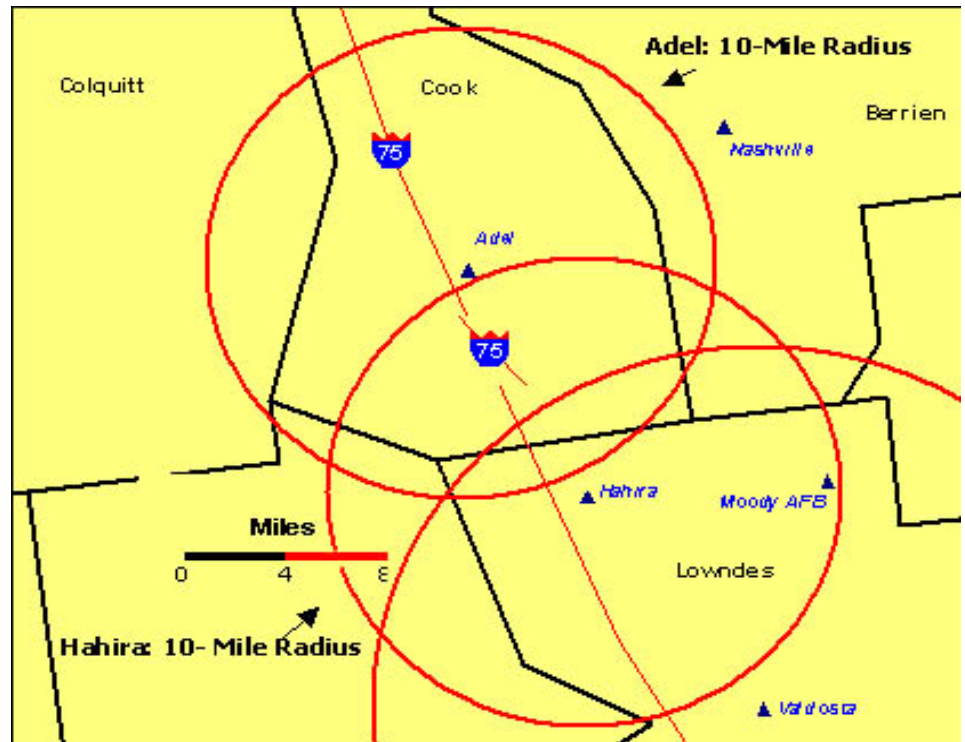 Adel: 10-Mile Radius
Colquitt
Cook
Berrien
Nashville
75
Adel
75
Hahira
Moody AFB
Miles
0 4 8
Lowndes
Hahira: 10- Mile Radius
Valdosta